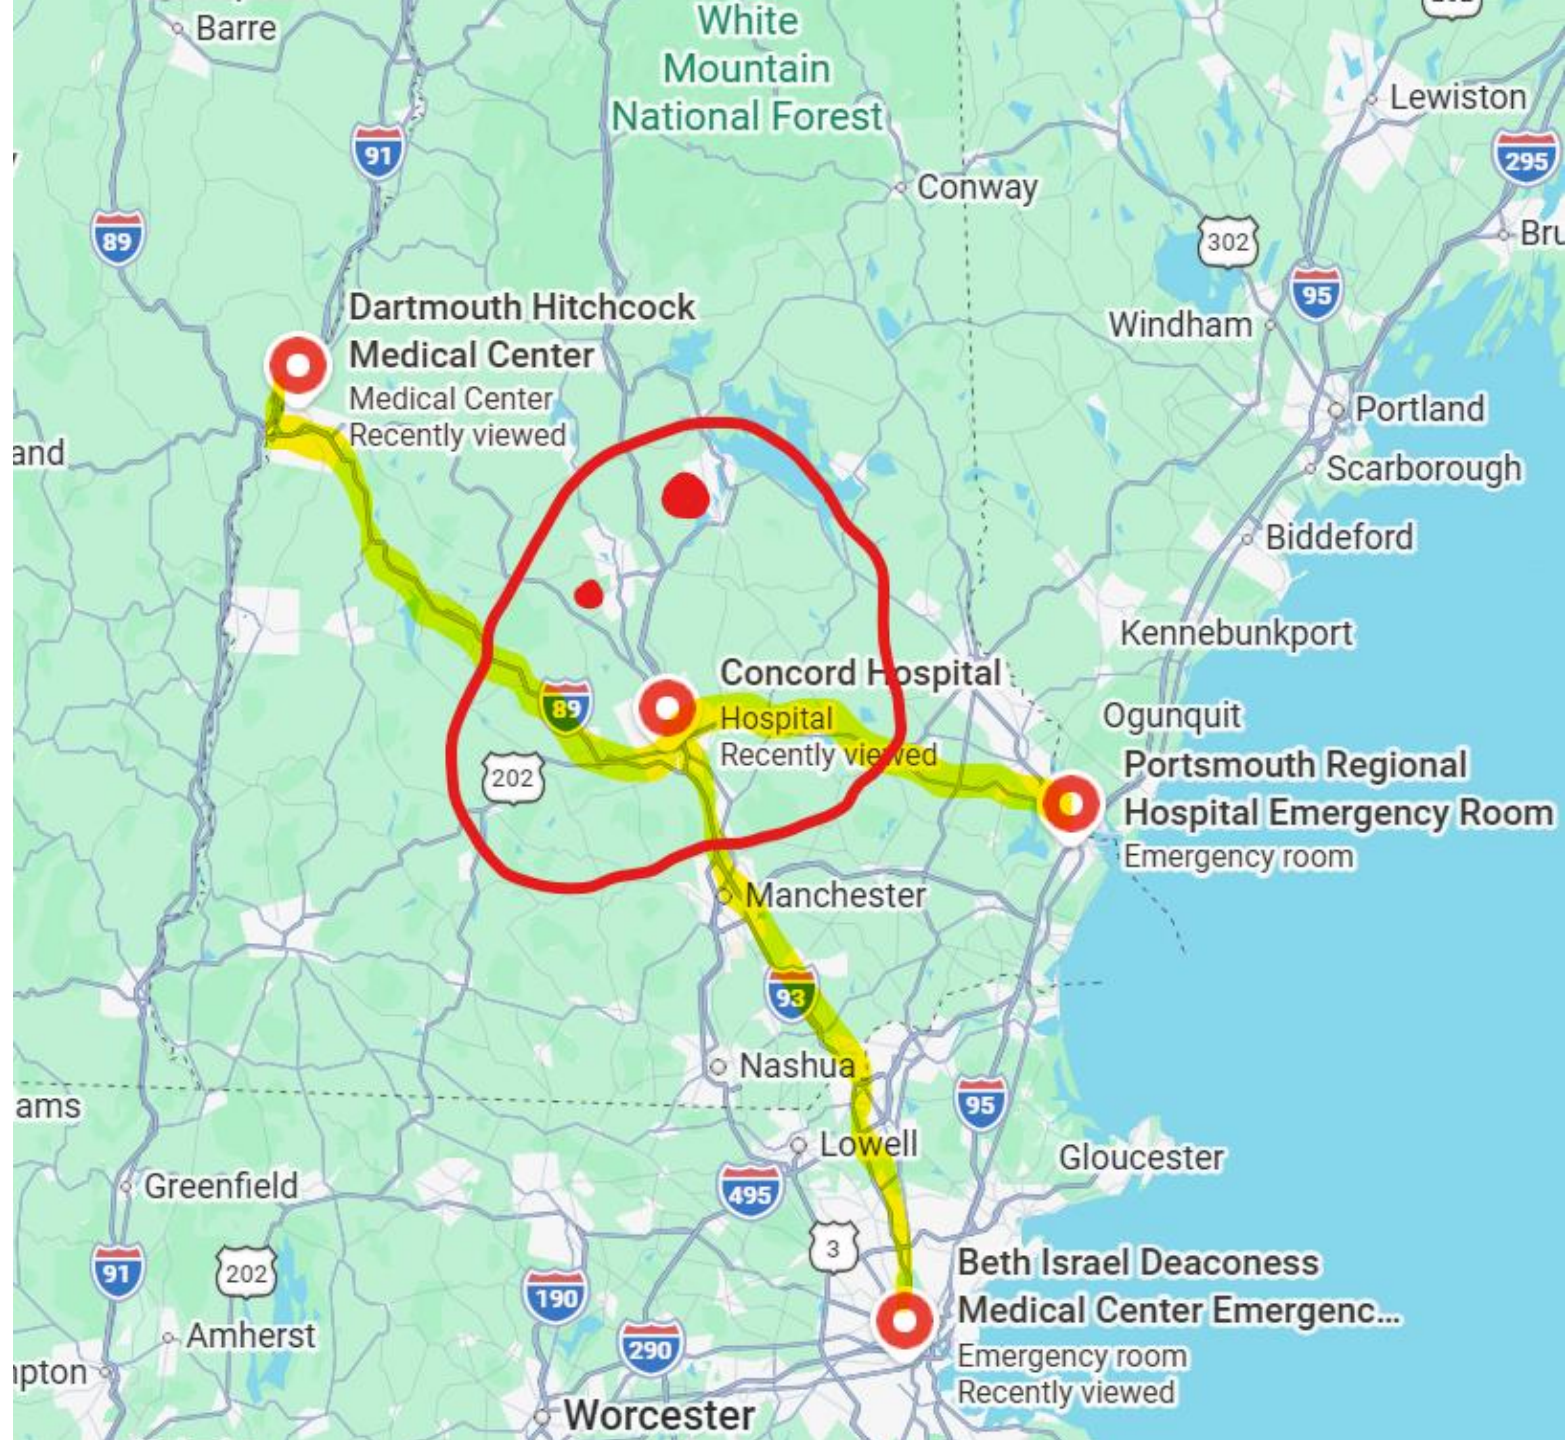 Barre
White
Mountain
National Forest
Lewiston
91
295
Conway
89
302
Bru
95
Dartmouth Hitchcock
Medical Center
Medical Center
Recently viewed
Windham
Portland
and
Scarborough
Biddeford
Kennebunkport
Concord Hospital
Hospital
Recently viewed
89
Ogunquit
202
Portsmouth Regional
Hospital Emergency Room
Emergency room
Manchester
93
Nashua
ams
95
Lowell
Gloucester
Greenfield
495
3
91
202
190
Beth Israel Deaconess
Medical Center Emergenc...
Emergency room
Recently viewed
Amherst
290
npton
Worcester